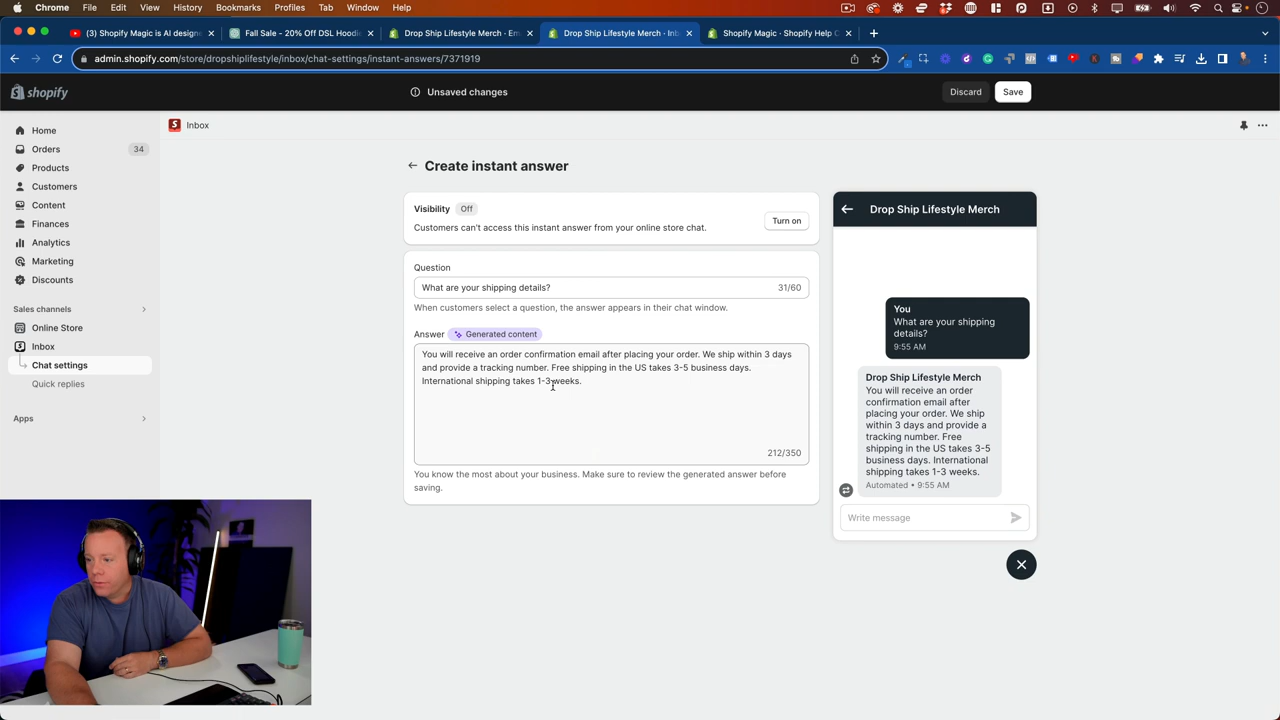 Chrome File Edit View History Bookmarks Profiles Tab Window Help
(3) Shopify Magic is AI designe
Fall Sale - 20% Off DSL Hoodie
Drop Ship Lifestyle Merch · Em
Drop Ship Lifestyle Merch · Inb
Shopify Magic · Shopify Help C
admin.shopify.com/store/dropshiplifestyle/inbox/chat-settings/instant-answers/7371919
shopify
Unsaved changes
Discard
Save
Home
Orders 34
Products
Customers
Content
Finances
Analytics
Marketing
Discounts
Sales channels
Online Store
Inbox
Chat settings
Quick replies
Apps
Inbox
Create instant answer
Visibility Off
Customers can't access this instant answer from your online store chat.
Turn on
Question
What are your shipping details? 31/60
When customers select a question, the answer appears in their chat window.
Answer Generated content
You will receive an order confirmation email after placing your order. We ship within 3 days
and provide a tracking number. Free shipping in the US takes 3-5 business days.
International shipping takes 1-3 weeks.
212/350
You know the most about your business. Make sure to review the generated answer before
saving.
Drop Ship Lifestyle Merch
You
What are your shipping
details?
9:55 AM
Drop Ship Lifestyle Merch
You will receive an order
confirmation email after
placing your order. We ship
within 3 days and provide a
tracking number. Free
shipping in the US takes 3-5
business days. International
shipping takes 1-3 weeks.
Automated • 9:55 AM
Write message